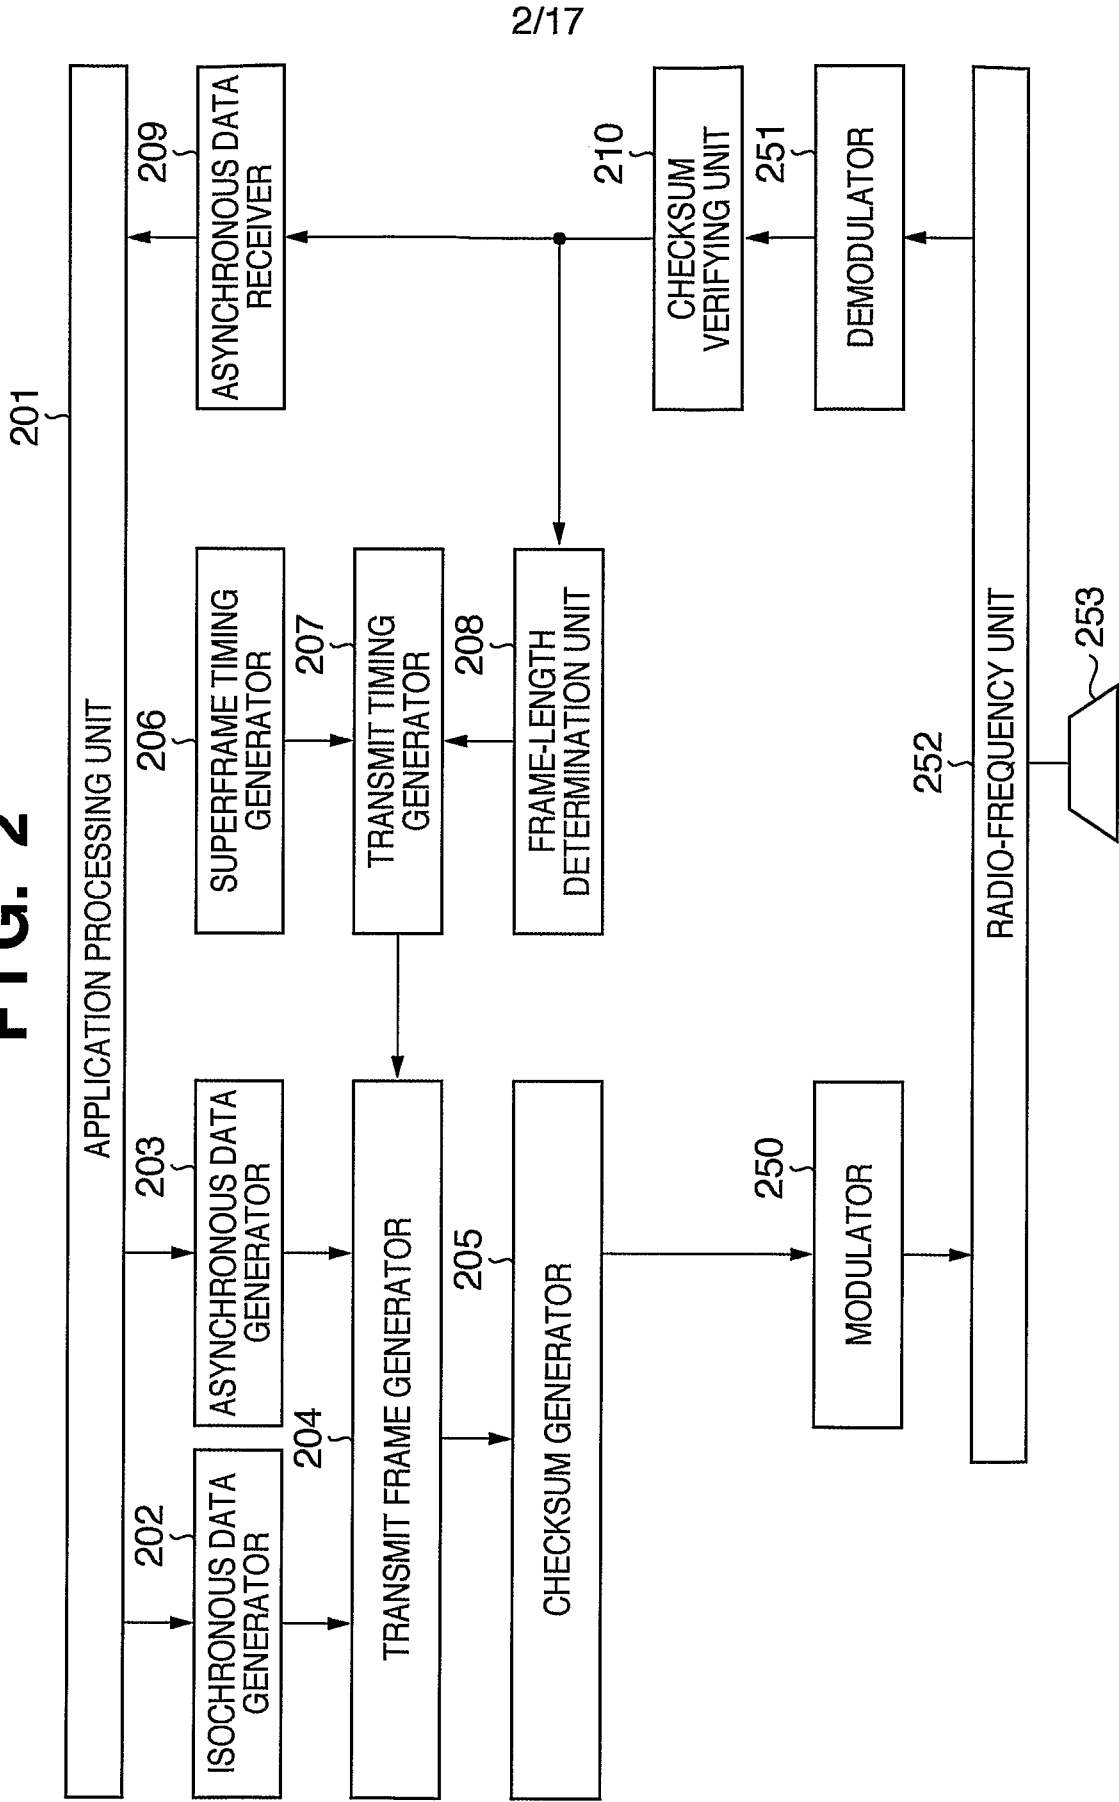 2/17
FIG. 2
201
APPLICATION PROCESSING UNIT
202
ISOCHRONOUS DATA
GENERATOR
203
ASYNCHRONOUS DATA
GENERATOR
206
SUPERFRAME TIMING
GENERATOR
209
ASYNCHRONOUS DATA
RECEIVER
204
TRANSMIT FRAME GENERATOR
207
TRANSMIT TIMING
GENERATOR
205
CHECKSUM GENERATOR
208
FRAME-LENGTH
DETERMINATION UNIT
210
CHECKSUM
VERIFYING UNIT
250
MODULATOR
251
DEMODULATOR
252
RADIO-FREQUENCY UNIT
253